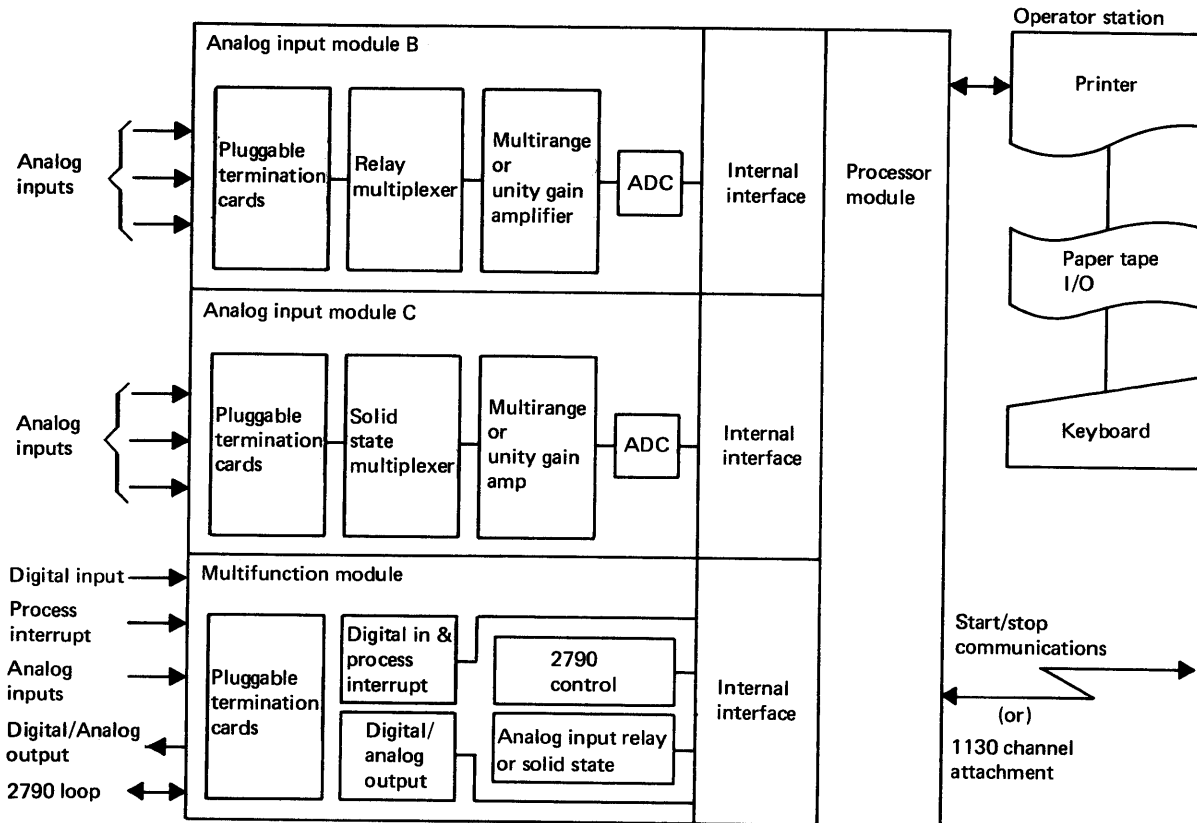 Operator station
Analog input module B
Printer
Analog
inputs
Pluggable
termination
cards
Relay
multiplexer
Multirange
or
unity gain
amplifier
ADC
Internal
interface
Processor
module
Paper tape
I/O
Keyboard
Analog input module C
Analog
inputs
Pluggable
termination
cards
Solid
state
multiplexer
Multirange
or
unity gain
amp
ADC
Internal
interface
Multifunction module
Digital input
Process
interrupt
Analog
inputs
Digital/Analog
output
2790 loop
Pluggable
termination
cards
Digital in &
process
interrupt
Digital/
analog
output
2790
control
Analog input relay
or solid state
Internal
interface
Start/stop
communications
(or)
1130 channel
attachment